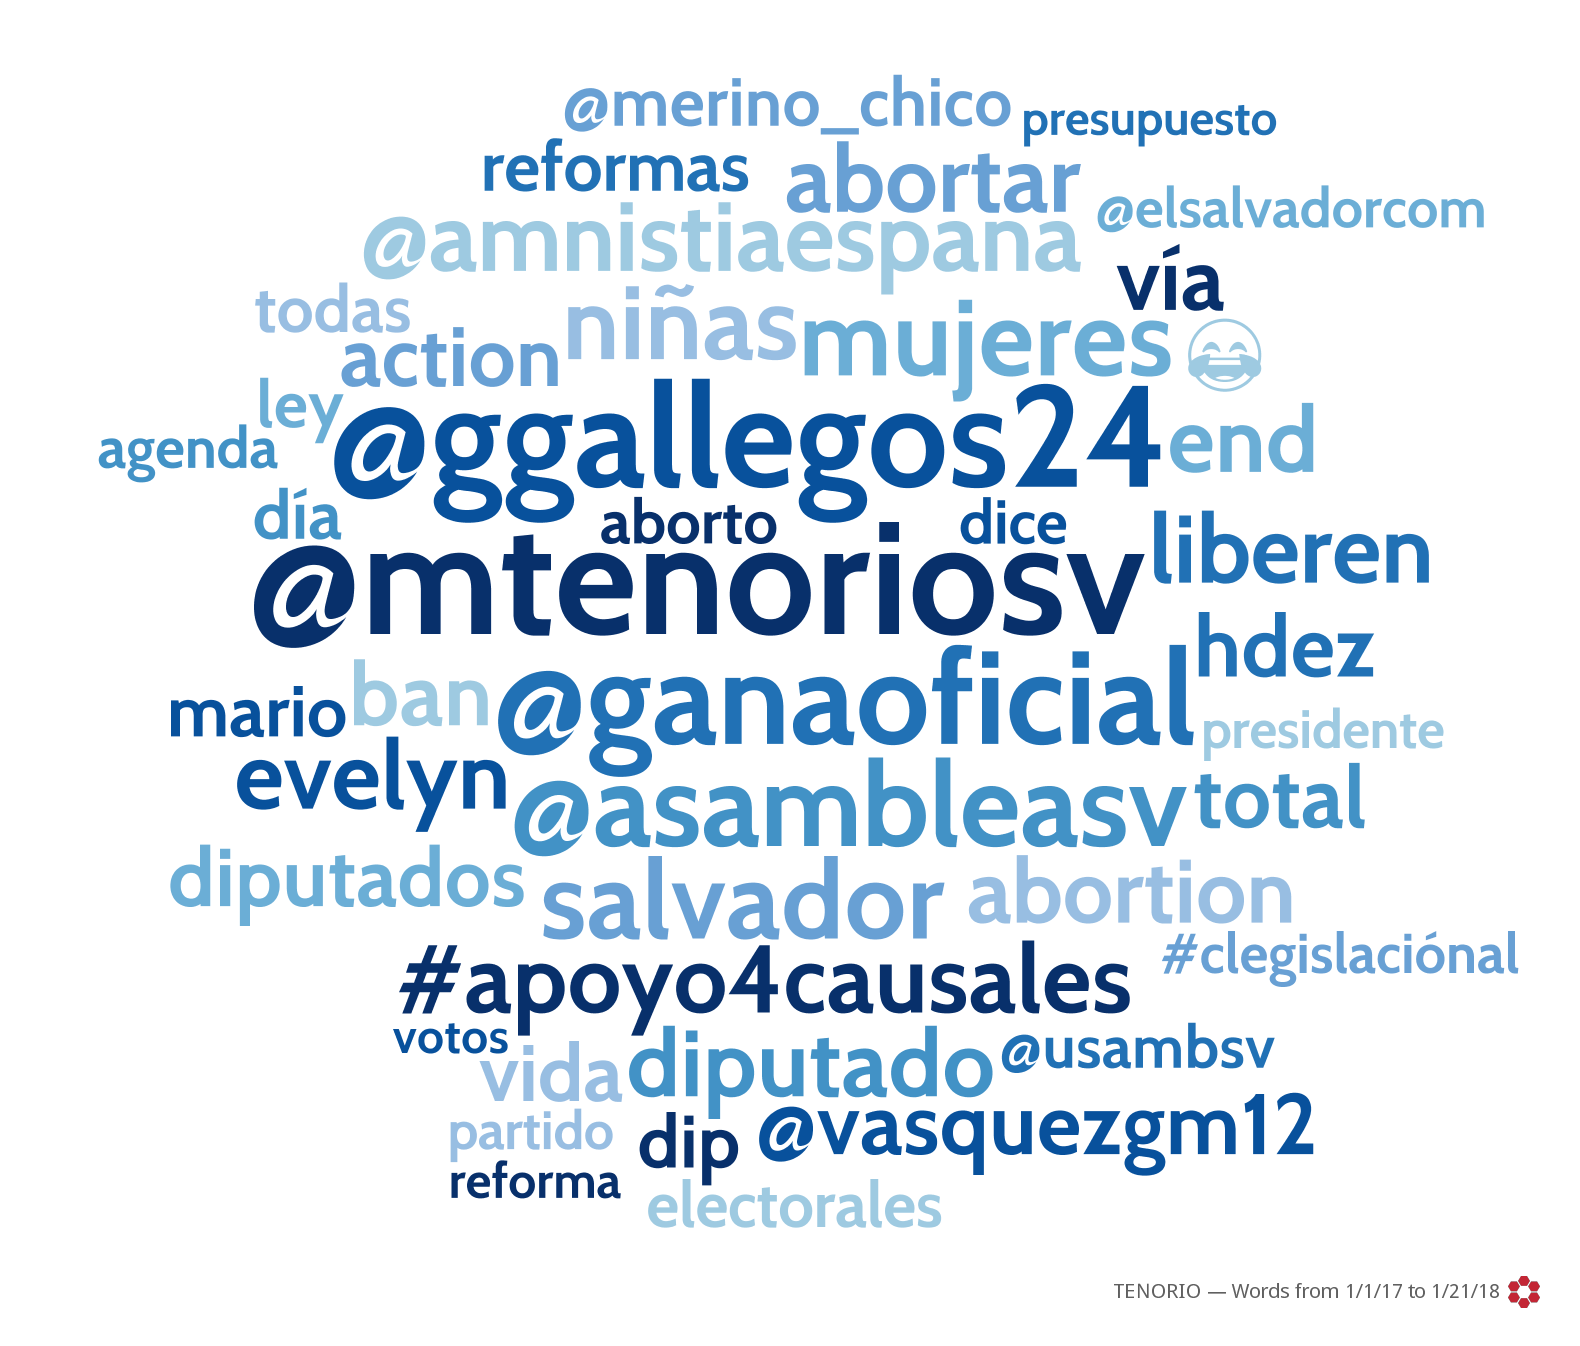 @merino_chico presupuesto
reformas abortar
@elsalvadorcom
@amnistiaespana
vía
todas niñas mujeres 😂
action
ley @ggallegos24 end
agenda
día aborto dice liberen
@mtenoriosv
hdez
mario ban @ganaoficial presidente
evelyn @asambleasv total
diputados salvador abortion
#clegislaciónal
#apoyo4causales
votos vida diputado @usambsv
partido dip @vasquezgm12
reforma electorales
TENORIO — Words from 1/1/17 to 1/21/18